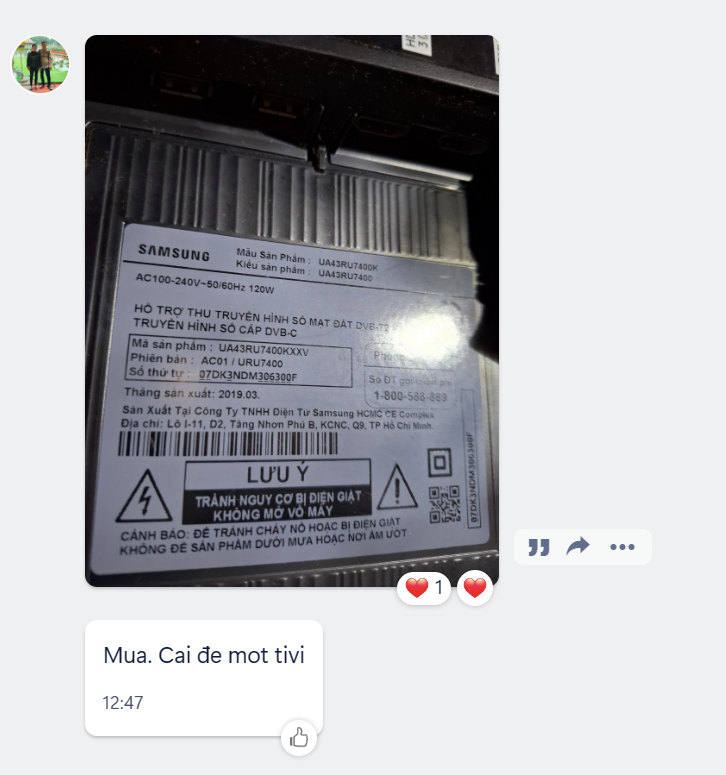 SAMSUNG
Mẫu Sản Phẩm : UA43RU7400K
Kiểu sản phẩm : UA43RU7400
AC100-240V~50/60Hz 120W
HỖ TRỢ THU TRUYỀN HÌNH SỐ MẶT ĐẤT DVB-T2
TRUYỀN HÌNH SỐ CÁP DVB-C
Mã sản phẩm : UA43RU7400KXXV
Phiên bản : AC01 / URU7400
Số thứ tự : 07DK3NDM306300F
Số ĐT gọi miễn phí
1-800-588-889
Tháng sản xuất: 2019.03.
Sản Xuất Tại Công Ty TNHH Điện Tử Samsung HCMC CE Complex
Địa chỉ: Lô I-11, D2, Tăng Nhơn Phú B, KCNC, Q9, TP Hồ Chí Minh.
LƯU Ý
TRÁNH NGUY CƠ BỊ ĐIỆN GIẬT
KHÔNG MỞ VỎ MÁY
07DK3NDM306300F
CẢNH BÁO: ĐỂ TRÁNH CHÁY NỔ HOẶC BỊ ĐIỆN GIẬT
KHÔNG ĐỂ SẢN PHẨM DƯỚI MƯA HOẶC NƠI ẨM ƯỚT
1
Mua. Cai đe mot tivi
12:47